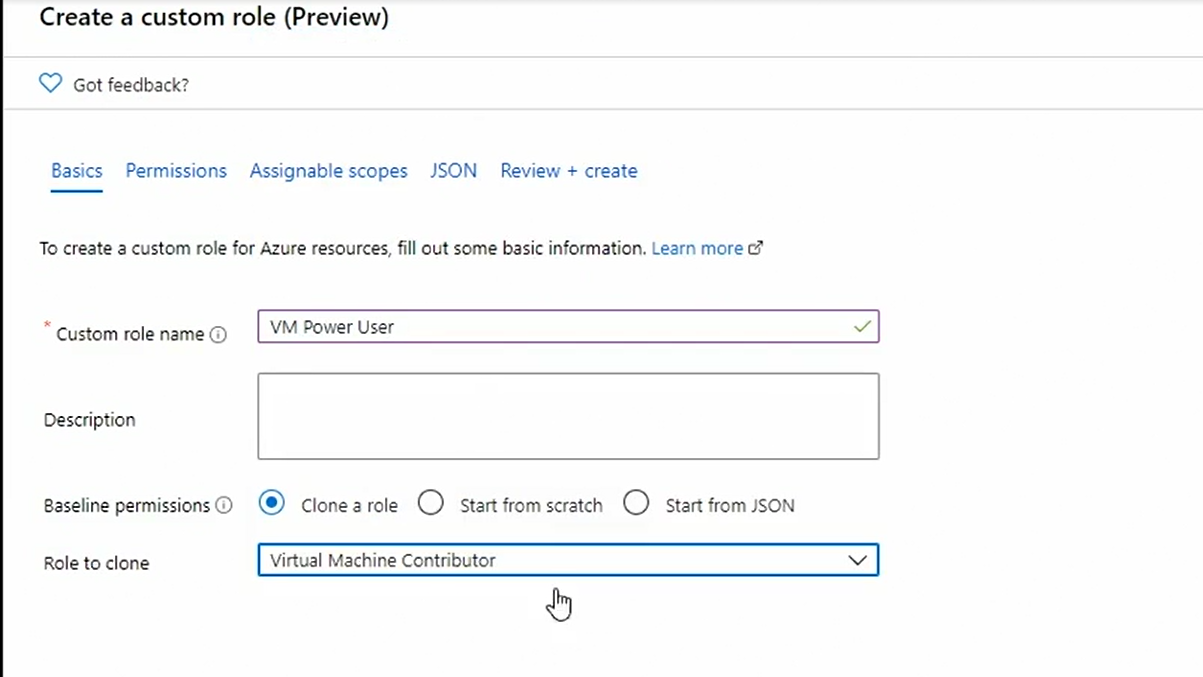 Create a custom role (Preview)
Got feedback?
Basics Permissions Assignable scopes JSON Review + create
To create a custom role for Azure resources, fill out some basic information. Learn more
* Custom role name VM Power User
Description
Baseline permissions Clone a role Start from scratch Start from JSON
Role to clone Virtual Machine Contributor